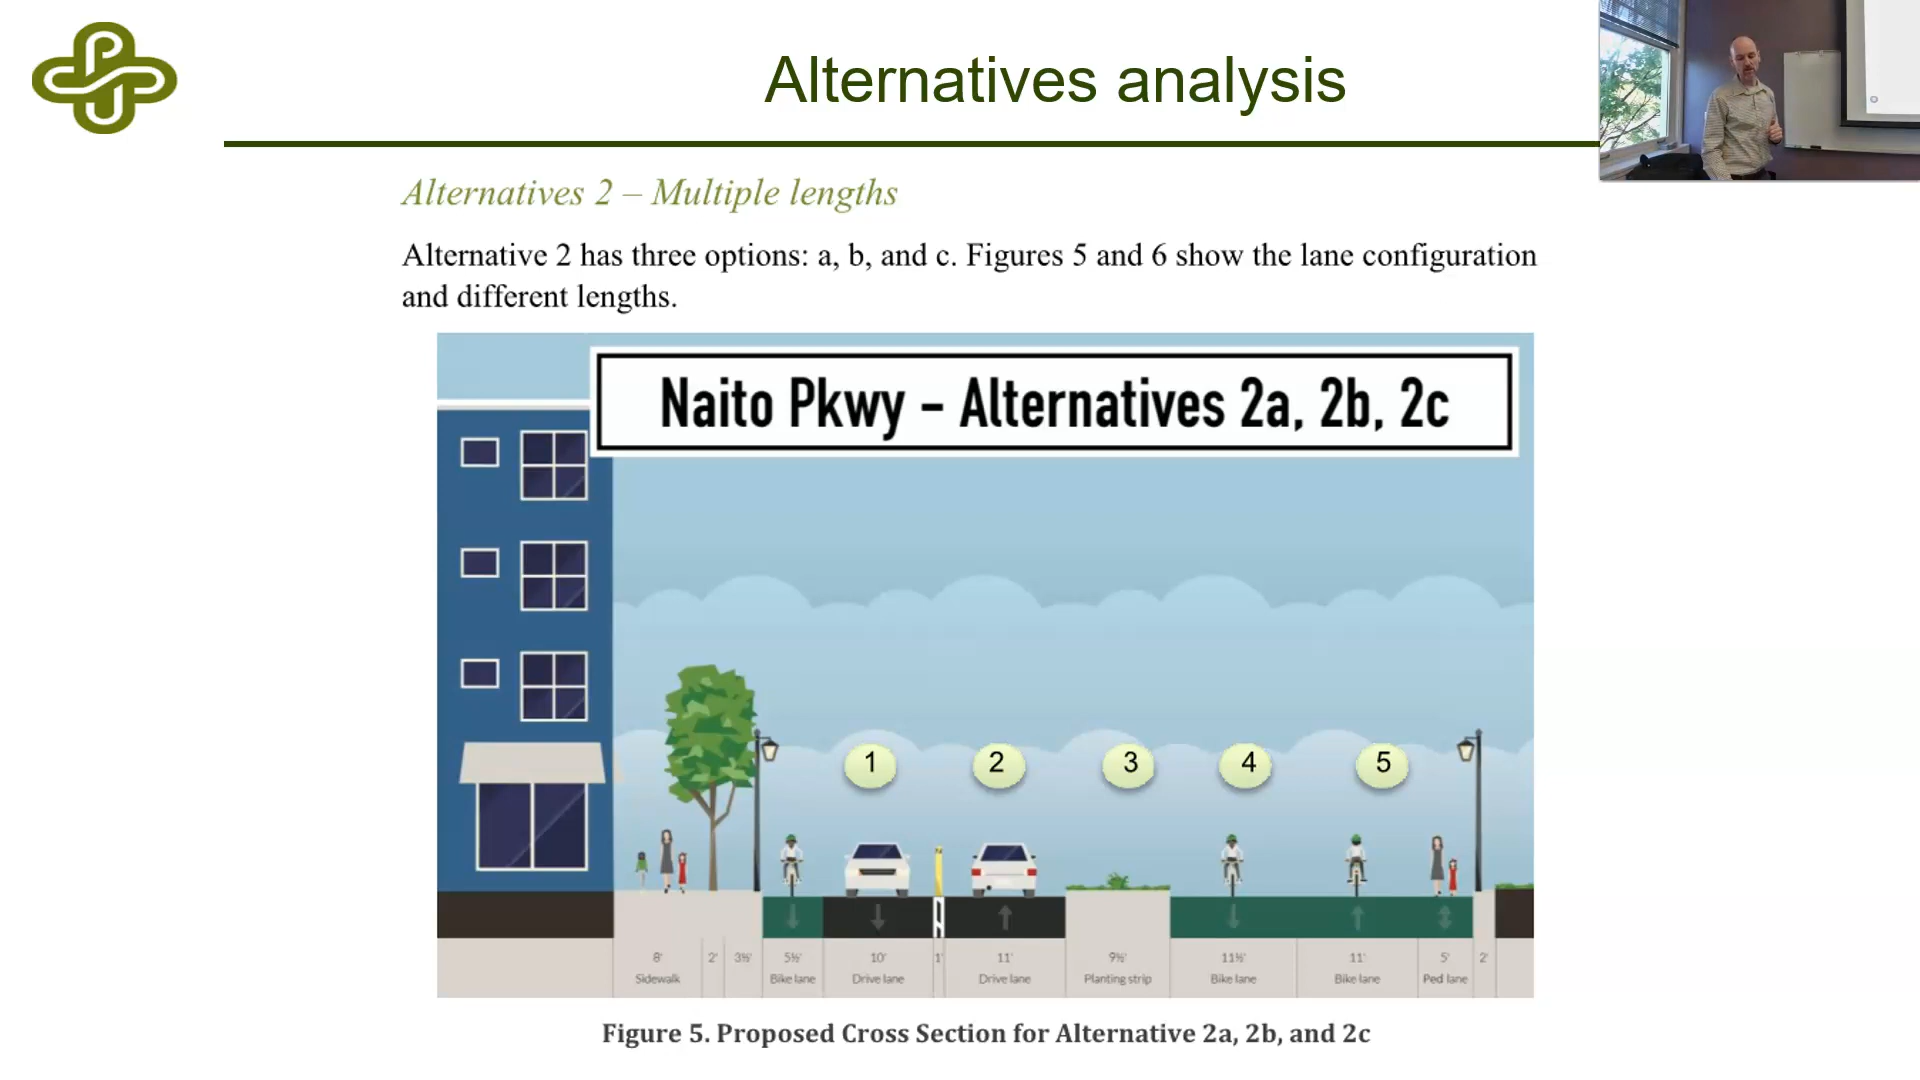 PSU
Alternatives analysis
Alternatives 2 – Multiple lengths
Alternative 2 has three options: a, b, and c. Figures 5 and 6 show the lane configuration
and different lengths.
Naito Pkwy – Alternatives 2a, 2b, 2c
1 2 3 4 5
8' 2' 3½' 5½' 10' 1' 11' 9½' 11½' 11' 5' 2'
Sidewalk Bike lane Drive lane Drive lane Planting strip Bike lane Bike lane Ped lane
Figure 5. Proposed Cross Section for Alternative 2a, 2b, and 2c